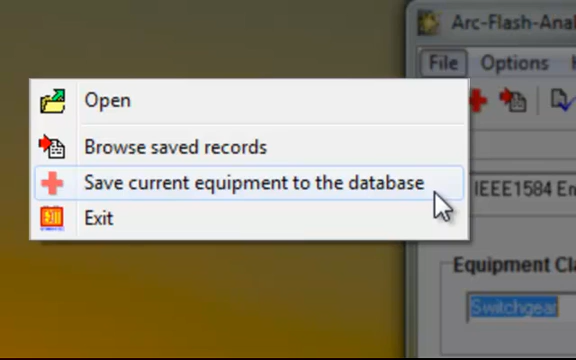 Arc-Flash-Anal
File Options
Open
Browse saved records
Save current equipment to the database
Exit
IEEE1584 En
Equipment Cla
Switchgear